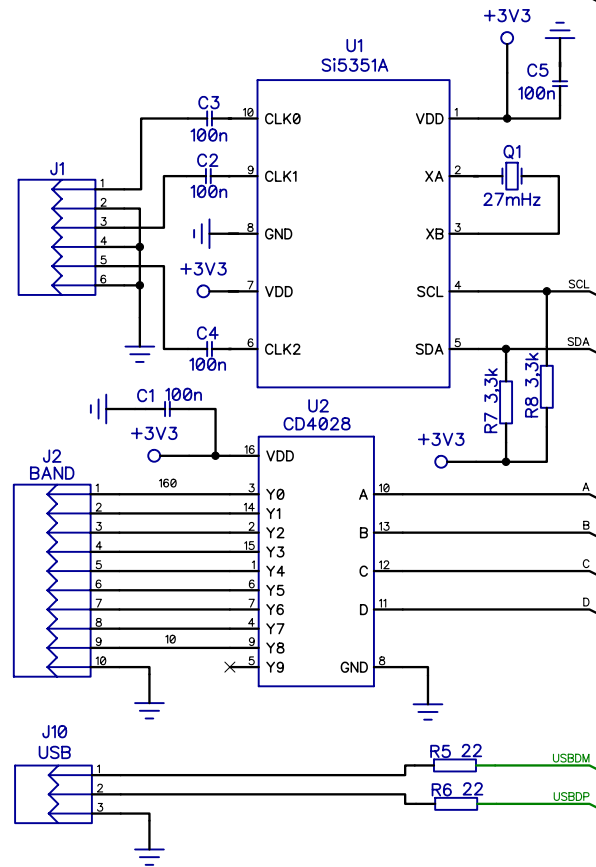 +3V3
U1
Si5351A
C5
100n
C3
100n
10 CLK0
VDD 1
J1
C2
100n
9 CLK1
XA 2
Q1
27mHz
1
2
3
4
5
6
8 GND
XB 3
+3V3
7 VDD
SCL 4
SCL
C4
100n
6 CLK2
SDA 5
SDA
R7 3,3k
R8 3,3k
C1 100n
+3V3
U2
CD4028
+3V3
16 VDD
J2
BAND
1 160 3 Y0
A 10
A
2 14 Y1
3 2 Y2
B 13
B
4 15 Y3
5 1 Y4
C 12
C
6 6 Y5
7 7 Y6
D 11
D
8 4 Y7
9 10 9 Y8
10 5 Y9
GND 8
J10
USB
1
2
3
R5 22
USBDM
R6 22
USBDP